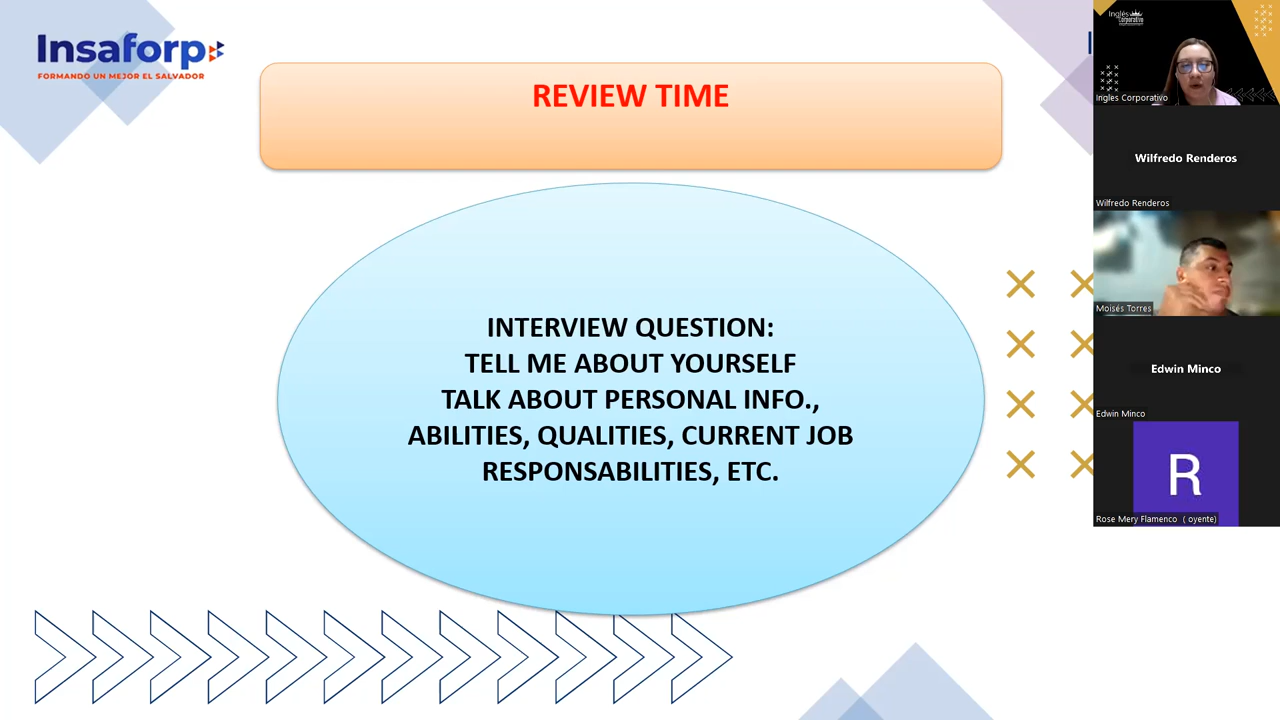 Insaforp
FORMANDO UN MEJOR EL SALVADOR
REVIEW TIME
INTERVIEW QUESTION:
TELL ME ABOUT YOURSELF
TALK ABOUT PERSONAL INFO.,
ABILITIES, QUALITIES, CURRENT JOB
RESPONSABILITIES, ETC.
Inglés
Corporativo
Ingles Corporativo
Wilfredo Renderos
Wilfredo Renderos
Moisés Torres
Edwin Minco
Edwin Minco
R
Rose Mery Flamenco ( oyente)